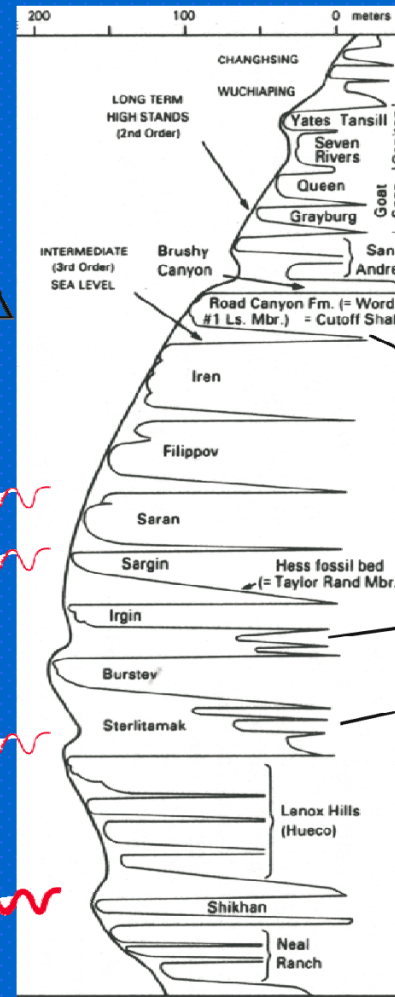 200 100 0 meters
CHANGHSING
WUCHIAPING
LONG TERM
HIGH STANDS
(2nd Order)
Yates Tansill
Seven
Rivers
Queen
Goat
Grayburg
INTERMEDIATE
(3rd Order)
SEA LEVEL
Brushy
Canyon
San
Andre
Road Canyon Fm. (= Word
#1 Ls. Mbr.) = Cutoff Shal
Iren
Filippov
Saran
Sargin
Hess fossil bed
(= Taylor Rand Mbr.
Irgin
Burstev
Sterlitamak
Lenox Hills
(Hueco)
Shikhan
Neal
Ranch